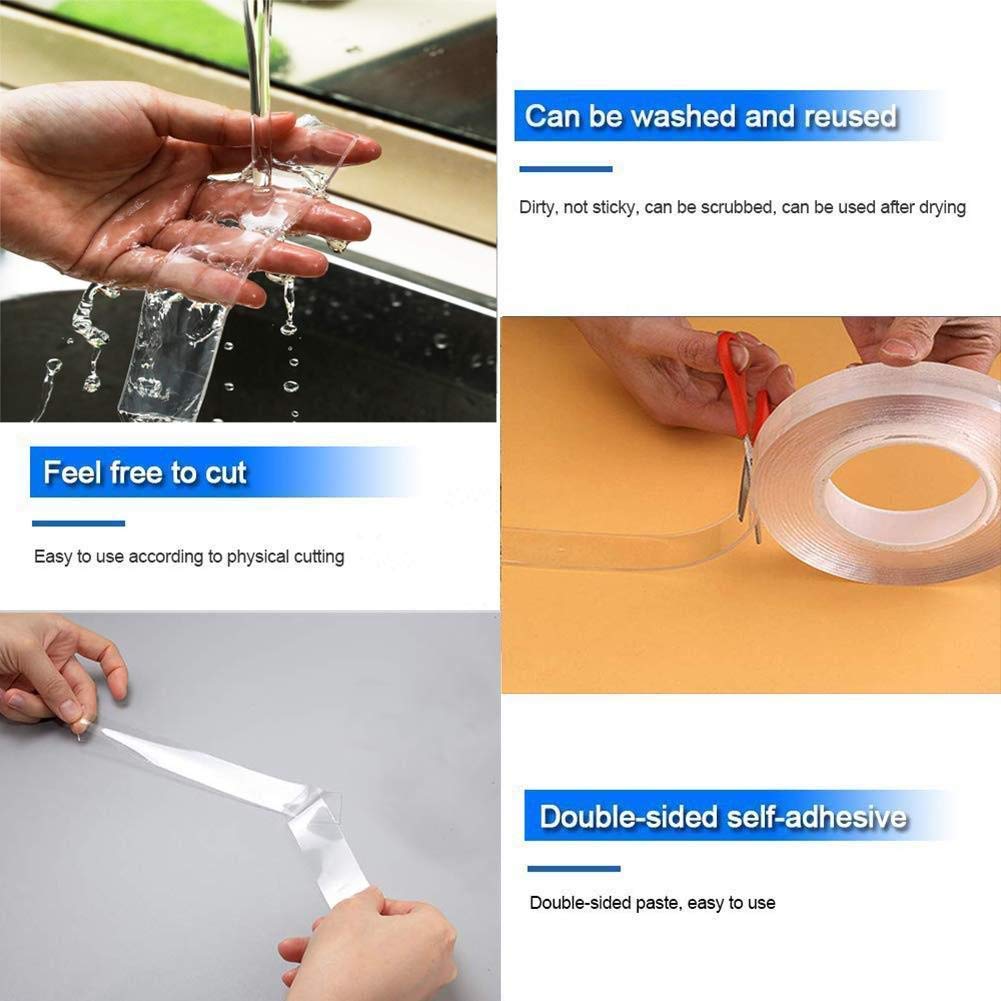 Can be washed and reused
Dirty, not sticky, can be scrubbed, can be used after drying
Feel free to cut
Easy to use according to physical cutting
Double-sided self-adhesive
Double-sided paste, easy to use